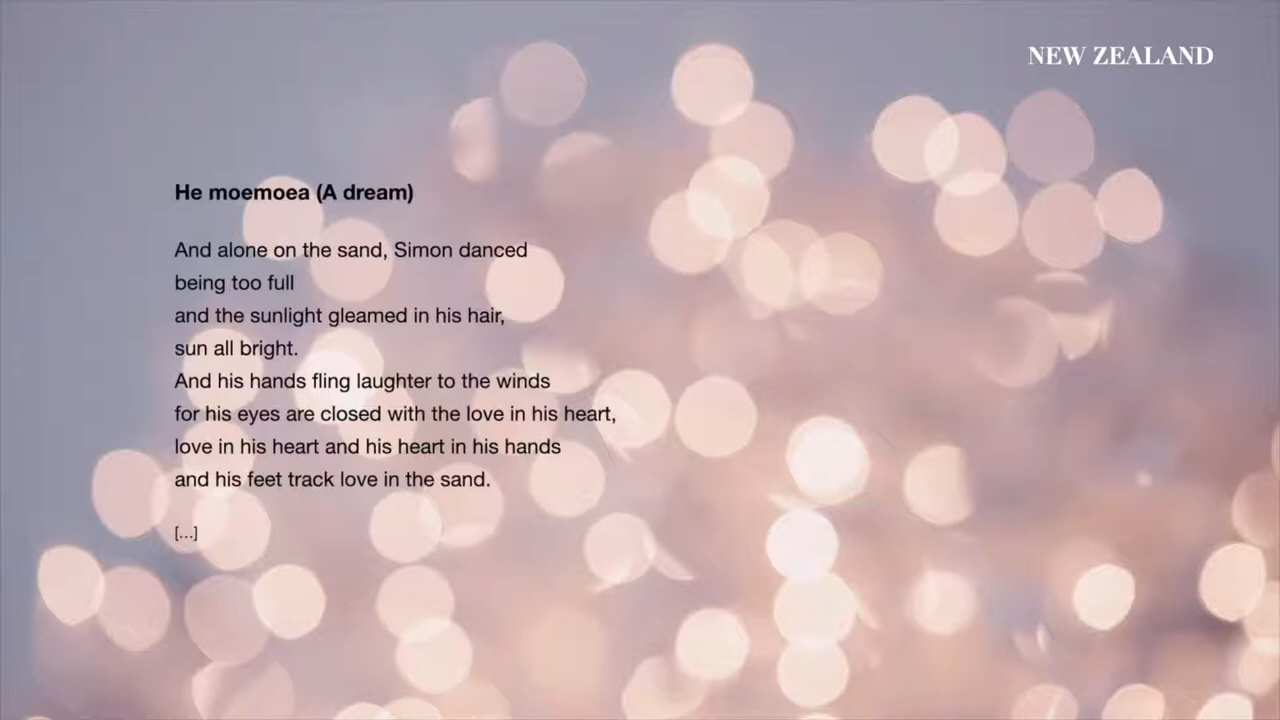 NEW ZEALAND
He moemoea (A dream)
And alone on the sand, Simon danced
being too full
and the sunlight gleamed in his hair,
sun all bright.
And his hands fling laughter to the winds
for his eyes are closed with the love in his heart,
love in his heart and his heart in his hands
and his feet track love in the sand.
[...]